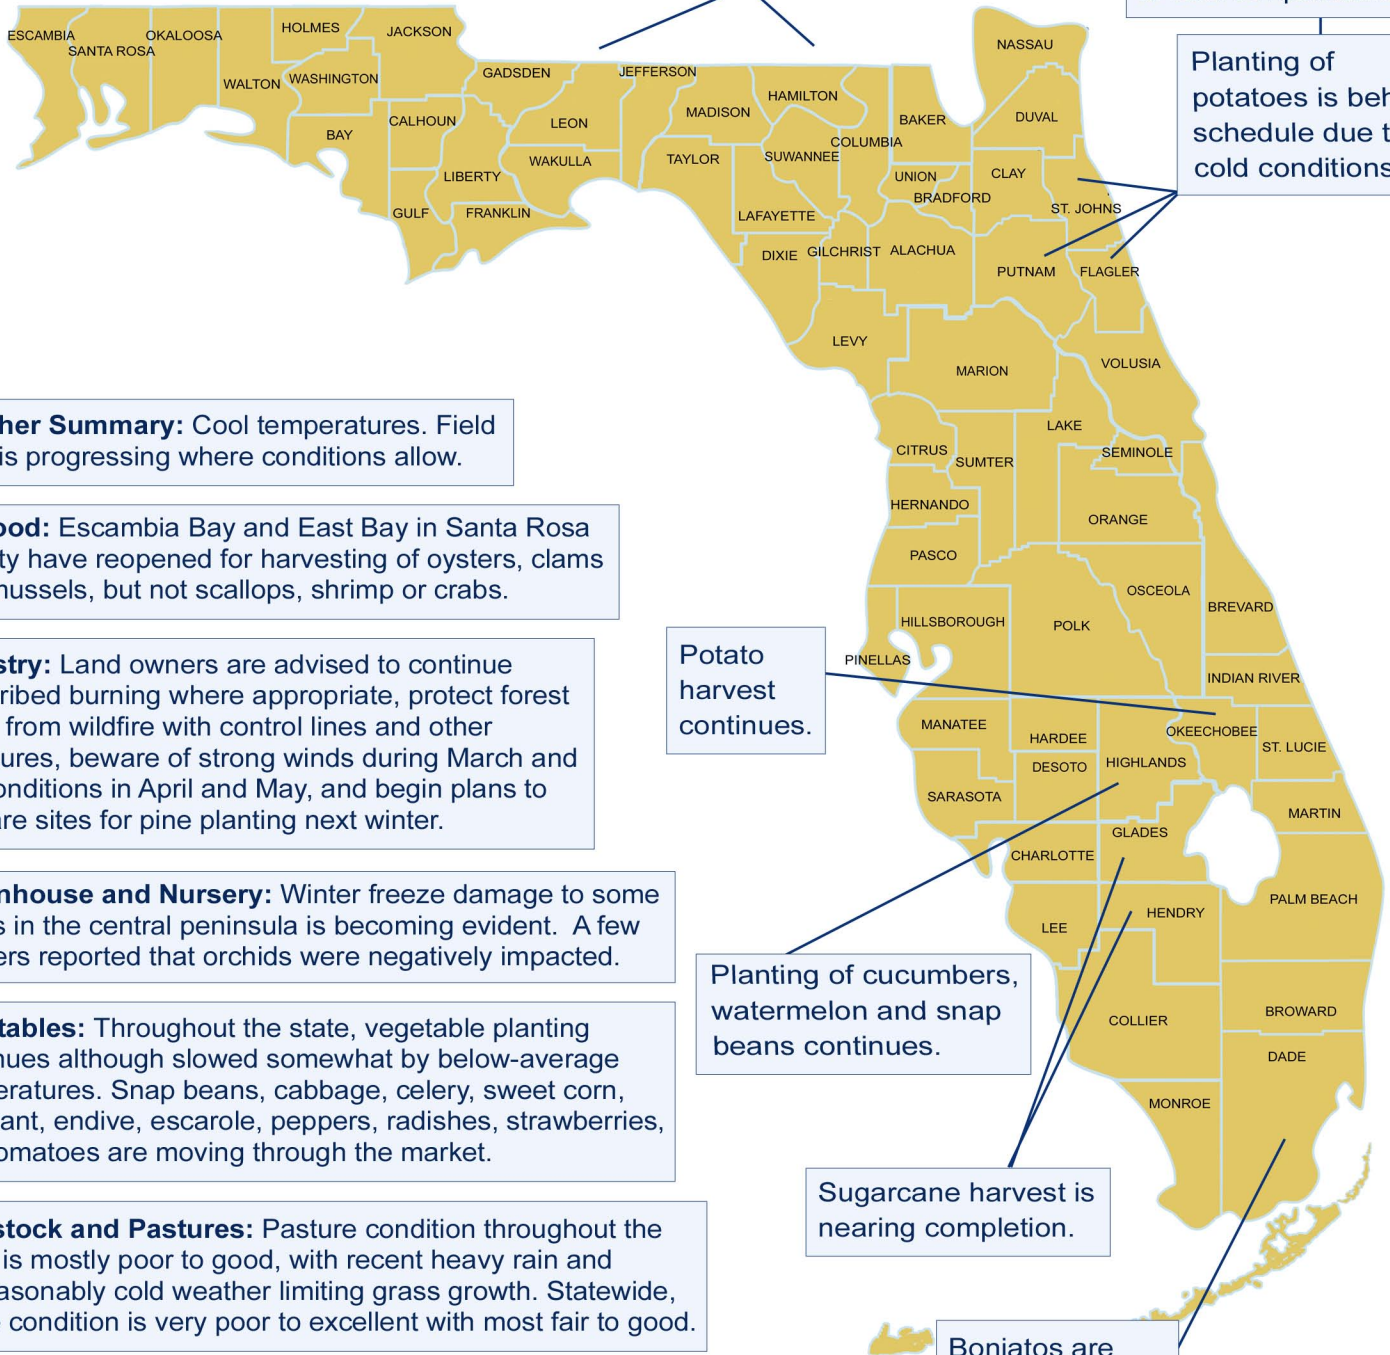 ESCAMBIA
SANTA ROSA
OKALOOSA
WALTON
HOLMES
WASHINGTON
JACKSON
BAY
CALHOUN
GULF
LIBERTY
GADSDEN
FRANKLIN
LEON
WAKULLA
JEFFERSON
MADISON
TAYLOR
HAMILTON
SUWANNEE
LAFAYETTE
DIXIE
COLUMBIA
GILCHRIST
BAKER
UNION
BRADFORD
ALACHUA
NASSAU
DUVAL
CLAY
ST. JOHNS
PUTNAM
FLAGLER
Planting of
potatoes is
schedule due
cold conditions
LEVY
MARION
VOLUSIA
LAKE
CITRUS
SUMTER
SEMINOLE
HERNANDO
ORANGE
PASCO
OSCEOLA
BREVARD
HILLSBOROUGH
POLK
PINELLAS
INDIAN RIVER
MANATEE
HARDEE
OKEECHOBEE
ST. LUCIE
DESOTO
HIGHLANDS
SARASOTA
MARTIN
GLADES
CHARLOTTE
PALM BEACH
LEE
HENDRY
COLLIER
BROWARD
DADE
MONROE
her Summary: Cool temperatures. Field
is progressing where conditions allow.
ood: Escambia Bay and East Bay in Santa Rosa
ty have reopened for harvesting of oysters, clams
mussels, but not scallops, shrimp or crabs.
stry: Land owners are advised to continue
ribed burning where appropriate, protect forest
from wildfire with control lines and other
ures, beware of strong winds during March and
onditions in April and May, and begin plans to
are sites for pine planting next winter.
nhouse and Nursery: Winter freeze damage to some
s in the central peninsula is becoming evident. A few
ers reported that orchids were negatively impacted.
tables: Throughout the state, vegetable planting
nues although slowed somewhat by below-average
eratures. Snap beans, cabbage, celery, sweet corn,
ant, endive, escarole, peppers, radishes, strawberries,
omatoes are moving through the market.
stock and Pastures: Pasture condition throughout the
is mostly poor to good, with recent heavy rain and
asonably cold weather limiting grass growth. Statewide,
condition is very poor to excellent with most fair to good.
Potato
harvest
continues.
Planting of cucumbers,
watermelon and snap
beans continues.
Sugarcane harvest is
nearing completion.
Boniatos are